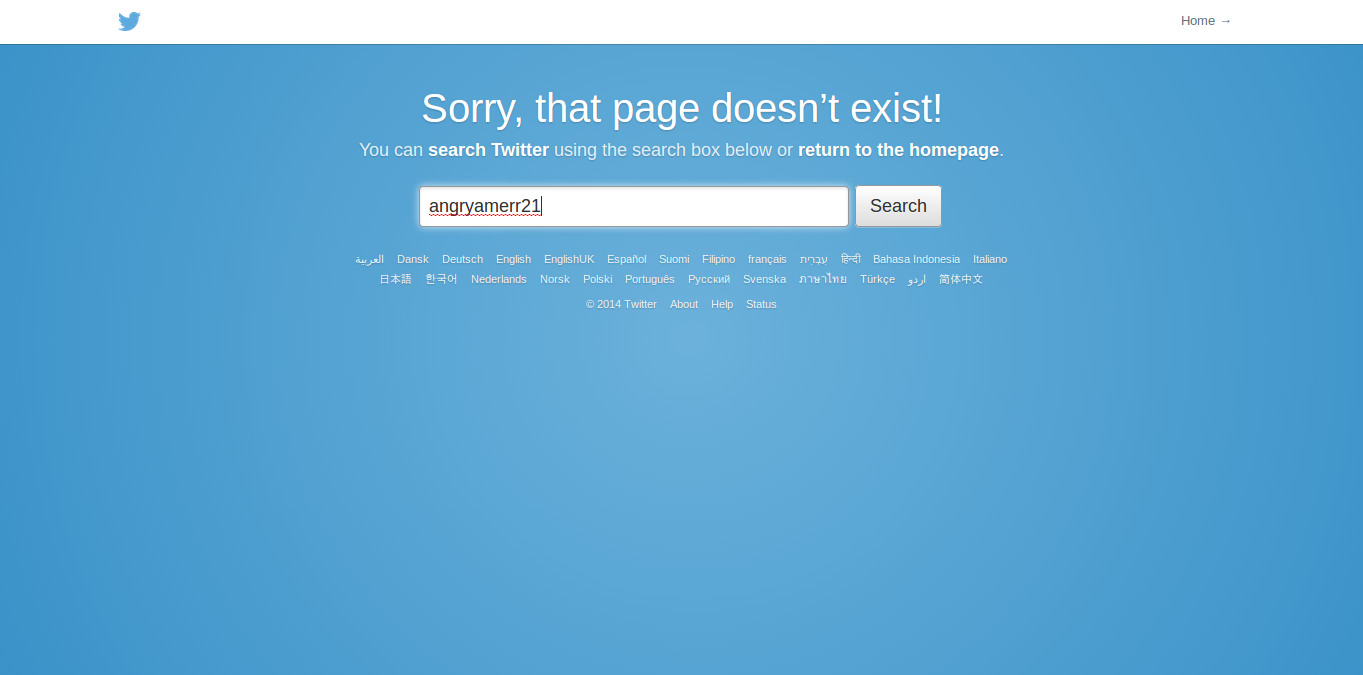 Home →
Sorry, that page doesn’t exist!
You can search Twitter using the search box below or return to the homepage.
angryamerr21 Search
العربية Dansk Deutsch English EnglishUK Español Suomi Filipino français עִבְרִית हिन्दी Bahasa Indonesia Italiano
日本語 한국어 Nederlands Norsk Polski Português Русский Svenska ภาษาไทย Türkçe اردو 简体中文
© 2014 Twitter About Help Status